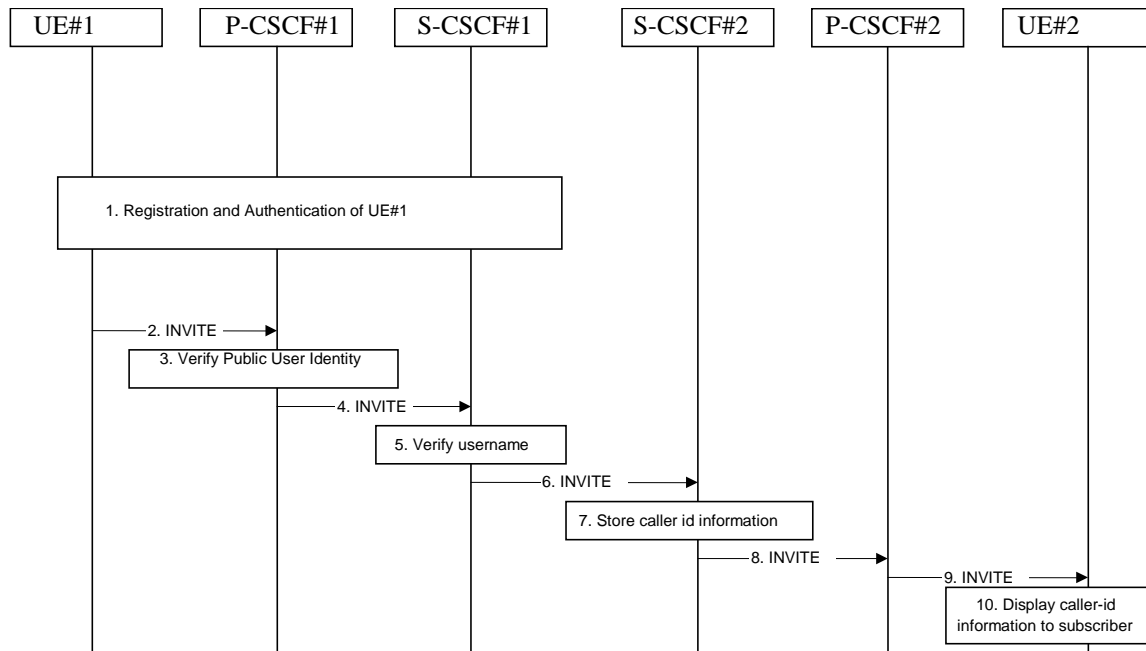 UE#1
P-CSCF#1
S-CSCF#1
S-CSCF#2
P-CSCF#2
UE#2
1. Registration and Authentication of UE#1
2. INVITE
3. Verify Public User Identity
4. INVITE
5. Verify username
6. INVITE
7. Store caller id information
8. INVITE
9. INVITE
10. Display caller-id
information to subscriber